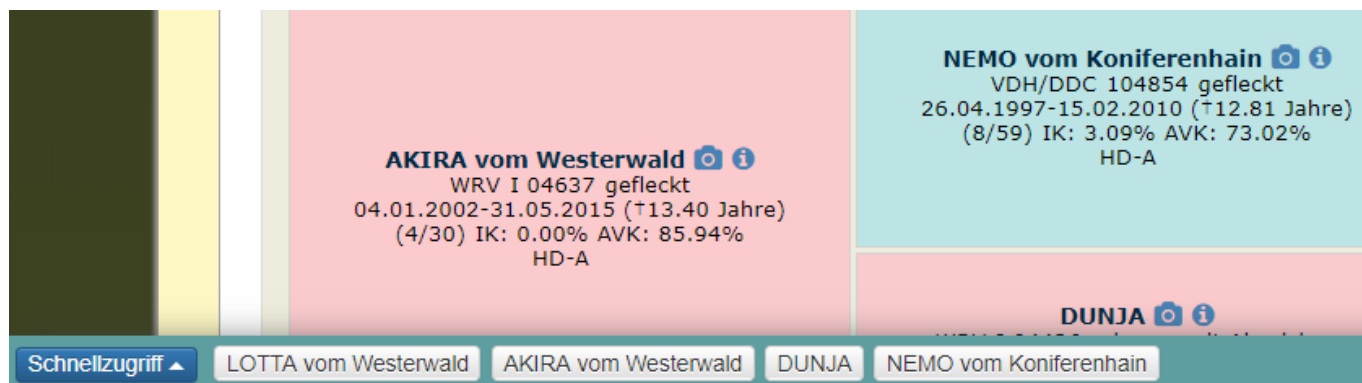 NEMO vom Koniferenhain
VDH/DDC 104854 gefleckt
26.04.1997-15.02.2010 (†12.81 Jahre)
(8/59) IK: 3.09% AVK: 73.02%
HD-A
AKIRA vom Westerwald
WRV I 04637 gefleckt
04.01.2002-31.05.2015 (†13.40 Jahre)
(4/30) IK: 0.00% AVK: 85.94%
HD-A
DUNJA
Schnellzugriff LOTTA vom Westerwald AKIRA vom Westerwald DUNJA NEMO vom Koniferenhain